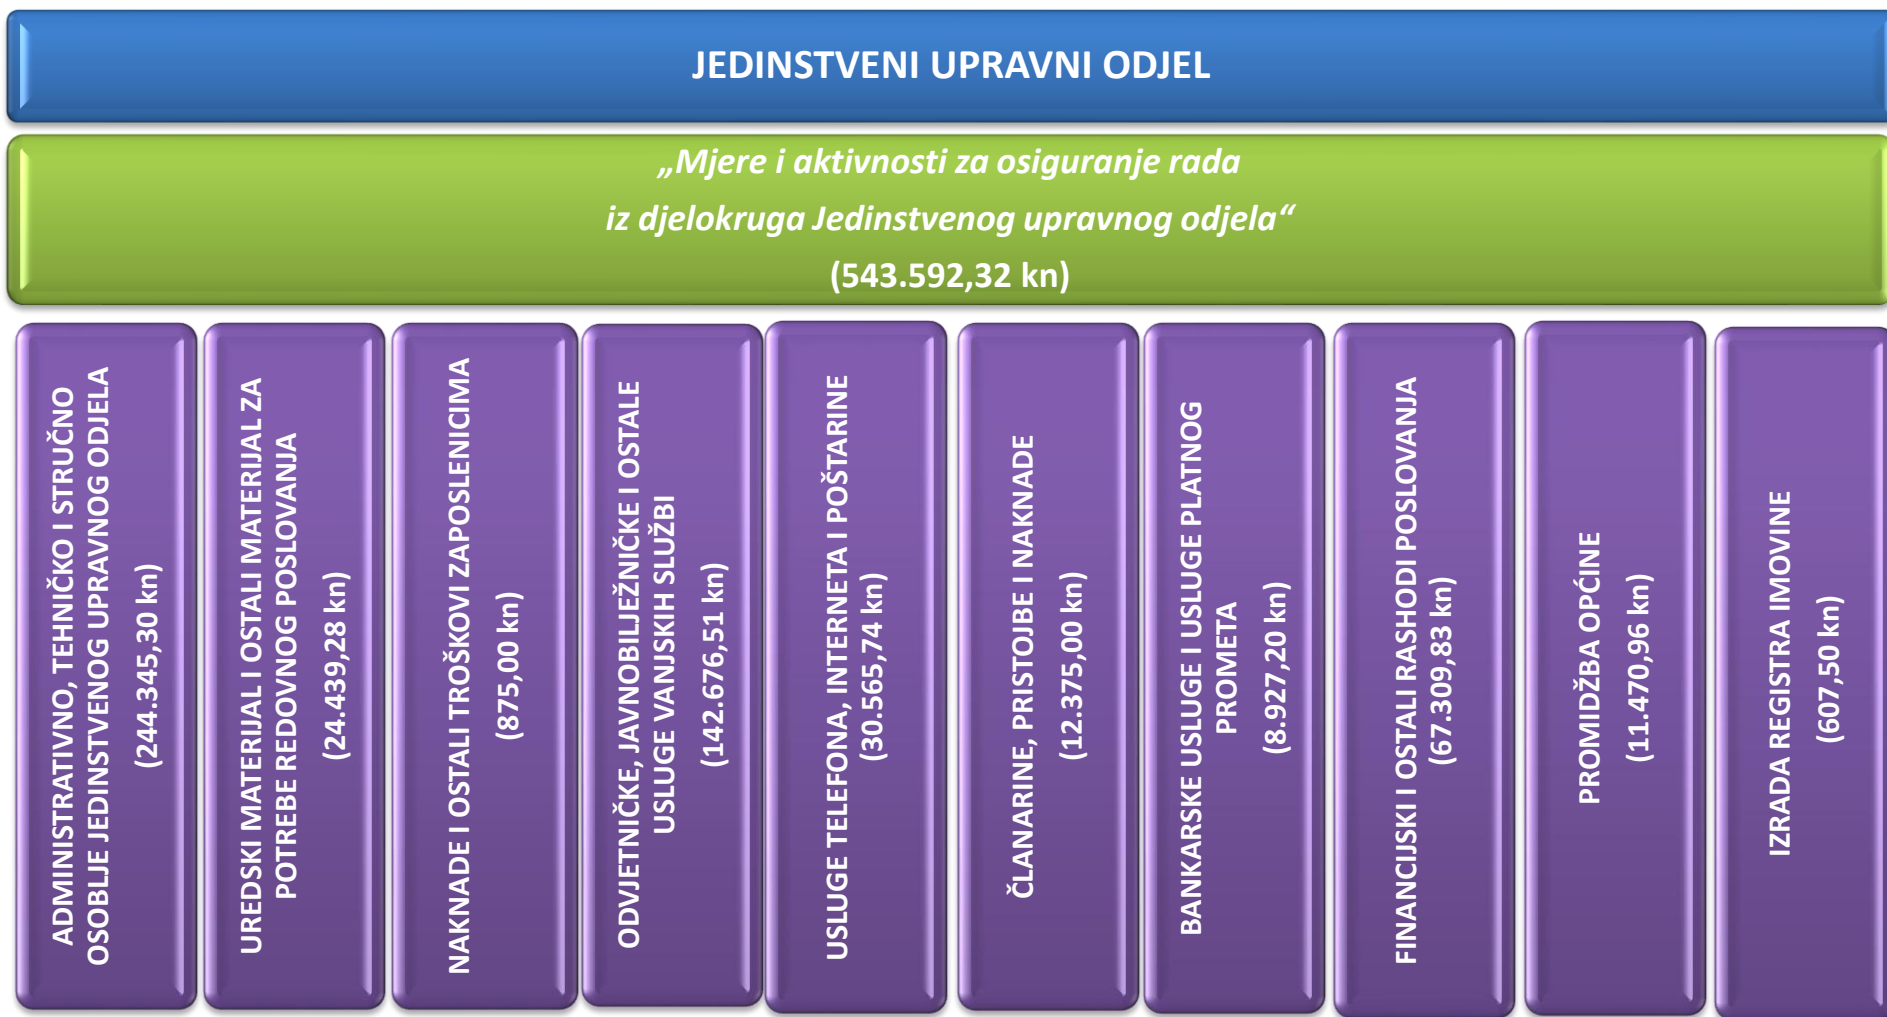 JEDINSTVENI UPRAVNI ODJEL
„Mjere i aktivnosti za osiguranje rada
iz djelokruga Jedinstvenog upravnog odjela“
(543.592,32 kn)
ADMINISTRATIVNO, TEHNIČKO I STRUČNO
OSOBLJE JEDINSTVENOG UPRAVNOG ODJELA
(244.345,30 kn)
UREDSKI MATERIJAL I OSTALI MATERIJAL ZA
POTREBE REDOVNOG POSLOVANJA
(24.439,28 kn)
NAKNADE I OSTALI TROŠKOVI ZAPOSLENICIMA
(875,00 kn)
ODVJETNIČKE, JAVNOBILJEŽNIČKE I OSTALE
USLUGE VANJSKIH SLUŽBI
(142.676,51 kn)
USLUGE TELEFONA, INTERNETA I POŠTARINE
(30.565,74 kn)
ČLANARINE, PRISTOJBE I NAKNADE
(12.375,00 kn)
BANKARSKE USLUGE I USLUGE PLATNOG
PROMETA
(8.927,20 kn)
FINANCIJSKI I OSTALI RASHODI POSLOVANJA
(67.309,83 kn)
PROMIDŽBA OPĆINE
(11.470,96 kn)
IZRADA REGISTRA IMOVINE
(607,50 kn)